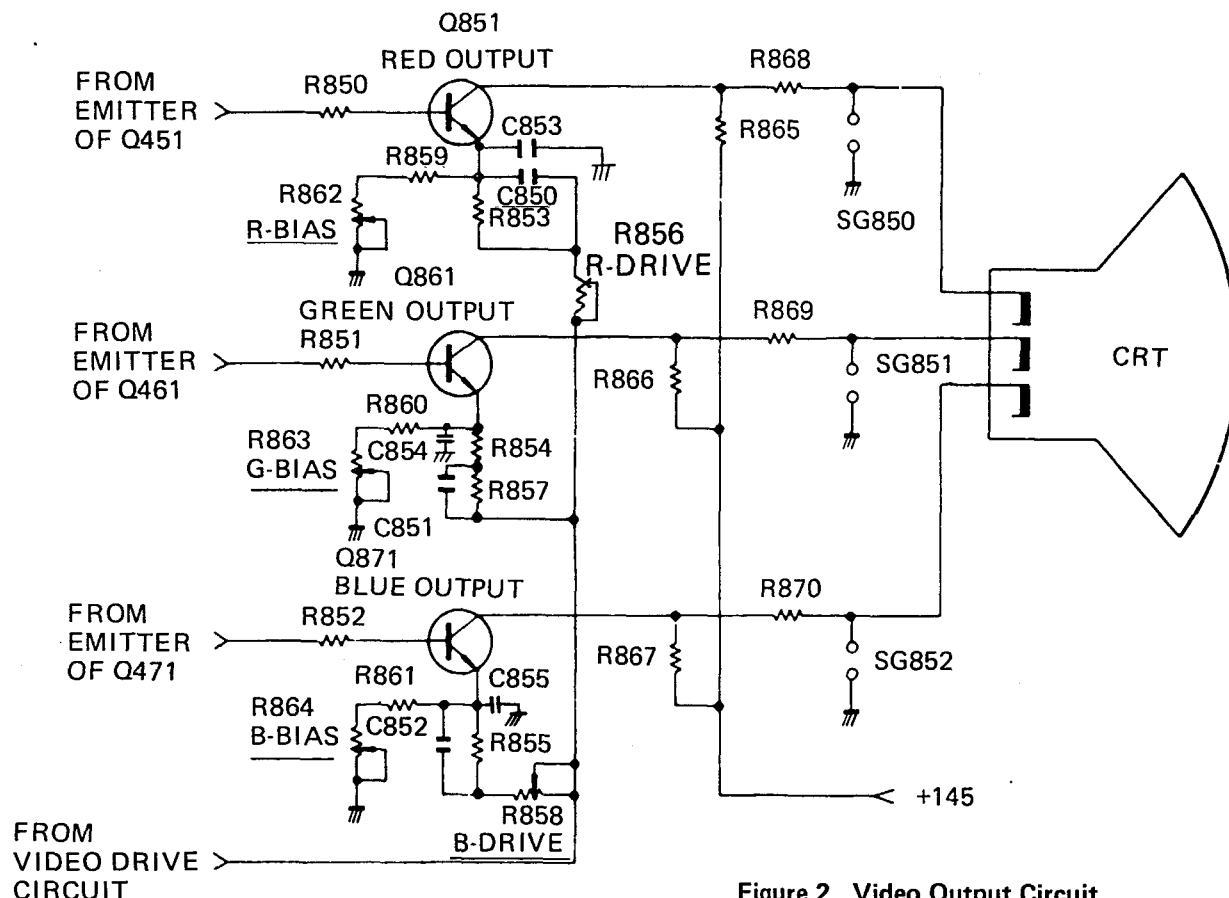 Q851
RED OUTPUT
FROM
EMITTER
OF Q451
R850
R868
C853
R865
R859
R862
R-BIAS
C850
R853
SG850
R856
R-DRIVE
Q861
GREEN OUTPUT
FROM
EMITTER
OF Q461
R851
R869
SG851
CRT
R866
R860
R863
G-BIAS
C854
R854
R857
C851
Q871
BLUE OUTPUT
FROM
EMITTER
OF Q471
R852
R870
R867
SG852
R861
C855
R864
B-BIAS
C852
R855
R858
B-DRIVE
+145
FROM
VIDEO DRIVE
CIRCUIT
Figure 2 Video Output Circuit